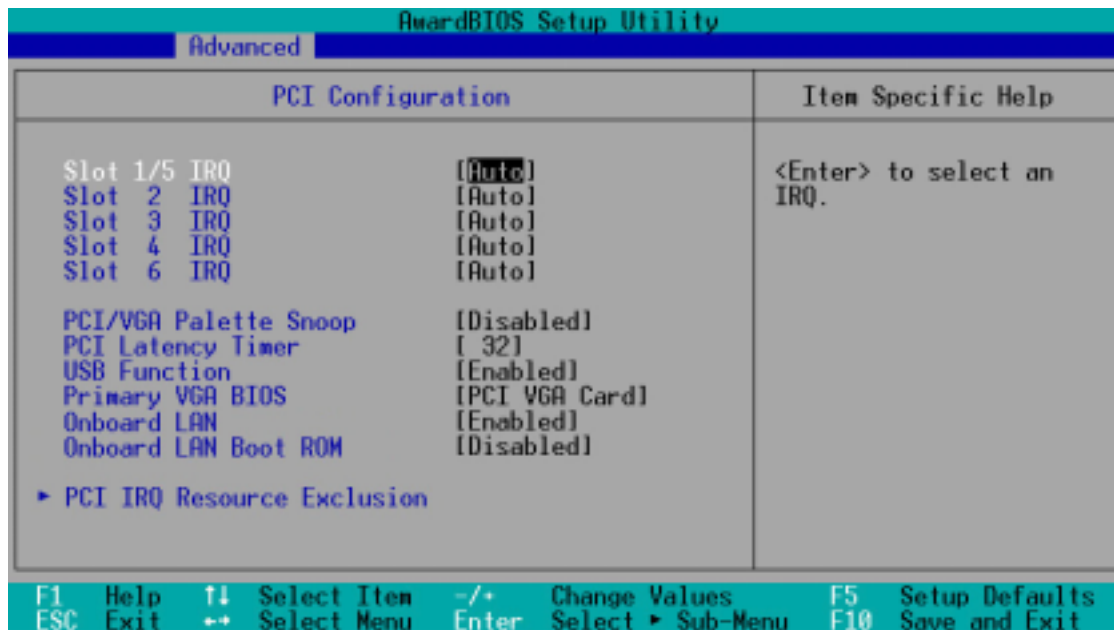 AwardBIOS Setup Utility
Advanced
PCI Configuration
Item Specific Help
Slot 1/5 IRQ [Auto]
Slot 2 IRQ [Auto]
Slot 3 IRQ [Auto]
Slot 4 IRQ [Auto]
Slot 6 IRQ [Auto]
PCI/VGA Palette Snoop [Disabled]
PCI Latency Timer [ 32]
USB Function [Enabled]
Primary VGA BIOS [PCI VGA Card]
Onboard LAN [Enabled]
Onboard LAN Boot ROM [Disabled]
► PCI IRQ Resource Exclusion
<Enter> to select an
IRQ.
F1 Help ↑↓ Select Item -/+ Change Values F5 Setup Defaults
ESC Exit ←→ Select Menu Enter Select ► Sub-Menu F10 Save and Exit